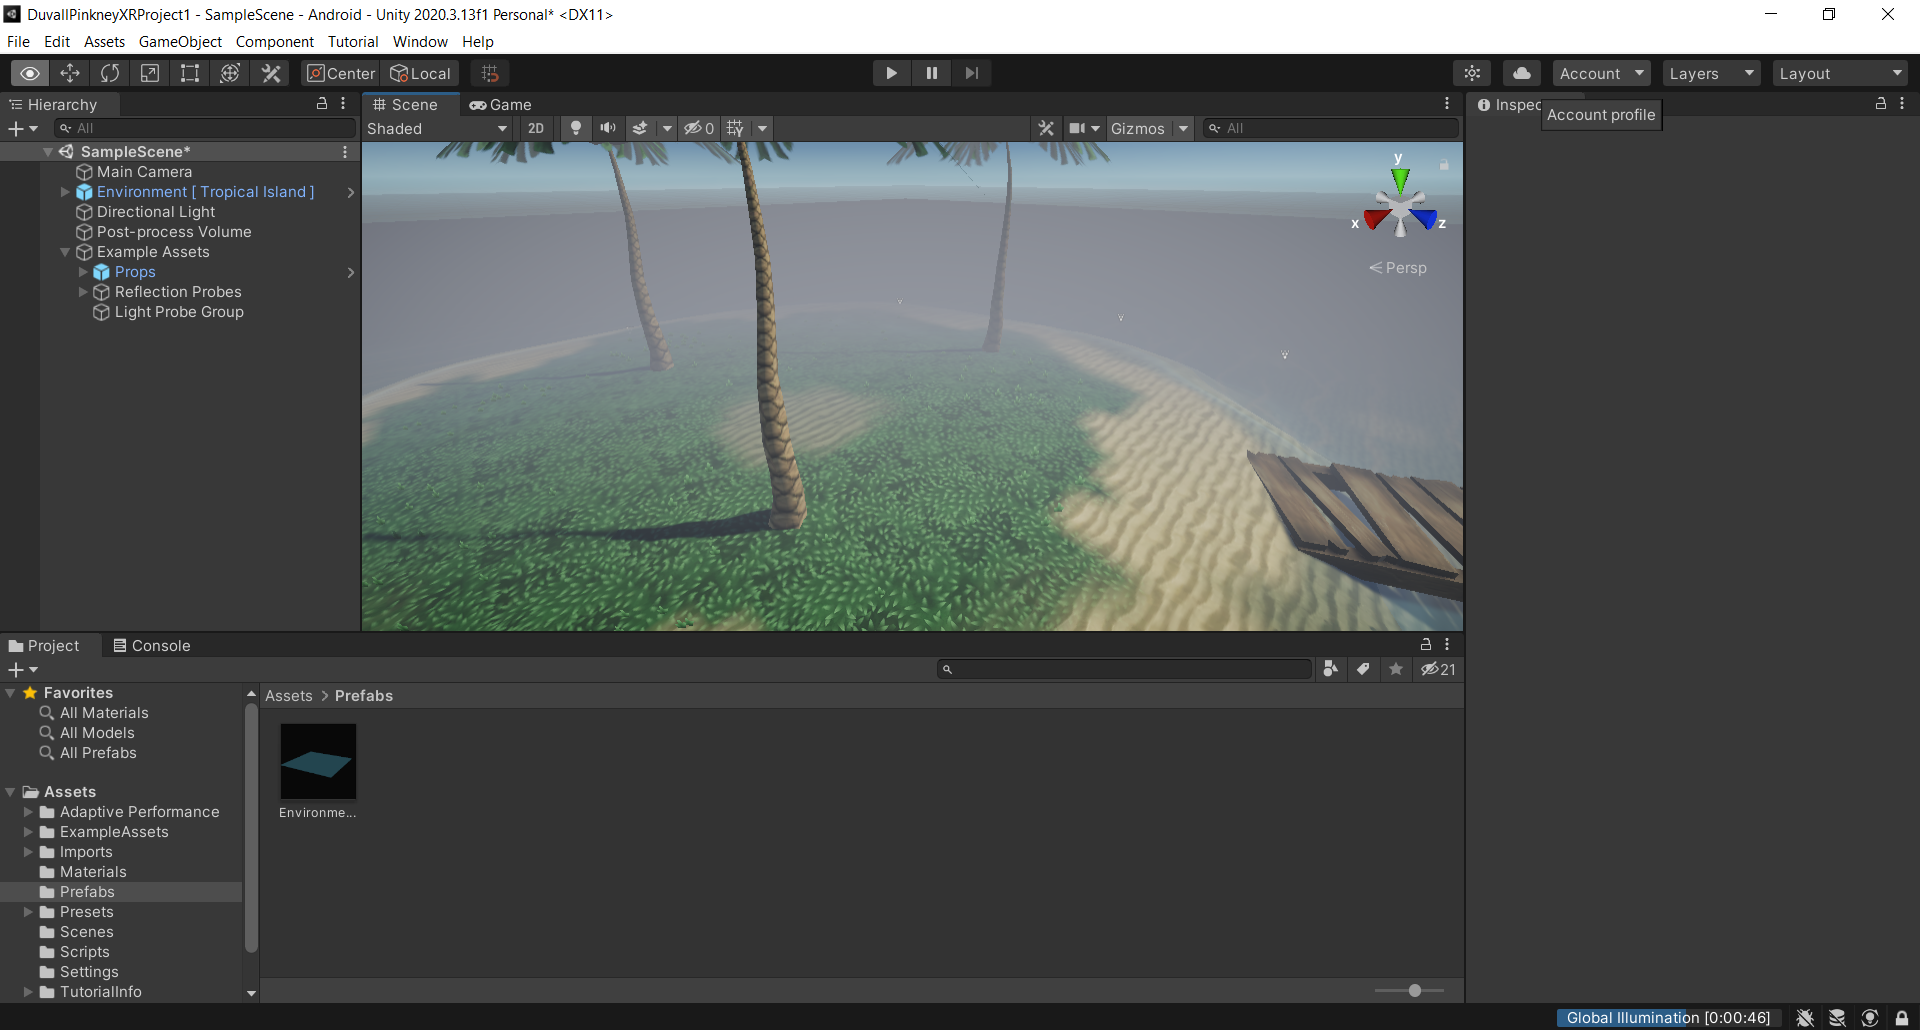 DuvallPinkneyXRProject1 - SampleScene - Android - Unity 2020.3.13f1 Personal* <DX11>
File Edit Assets GameObject Component Tutorial Window Help
Center Local Account Layers Layout
Hierarchy Scene Game Inspec
Account profile
All Shaded 2D 0 Gizmos All
SampleScene*
Main Camera
Environment [ Tropical Island ]
Directional Light
Post-process Volume
Example Assets
Props
Reflection Probes
Light Probe Group
y
x z
Persp
Project Console
21
Favorites
All Materials
All Models
All Prefabs
Assets
Adaptive Performance
ExampleAssets
Imports
Materials
Prefabs
Presets
Scenes
Scripts
Settings
TutorialInfo
Assets > Prefabs
Environme...
Global Illumination [0:00:46]